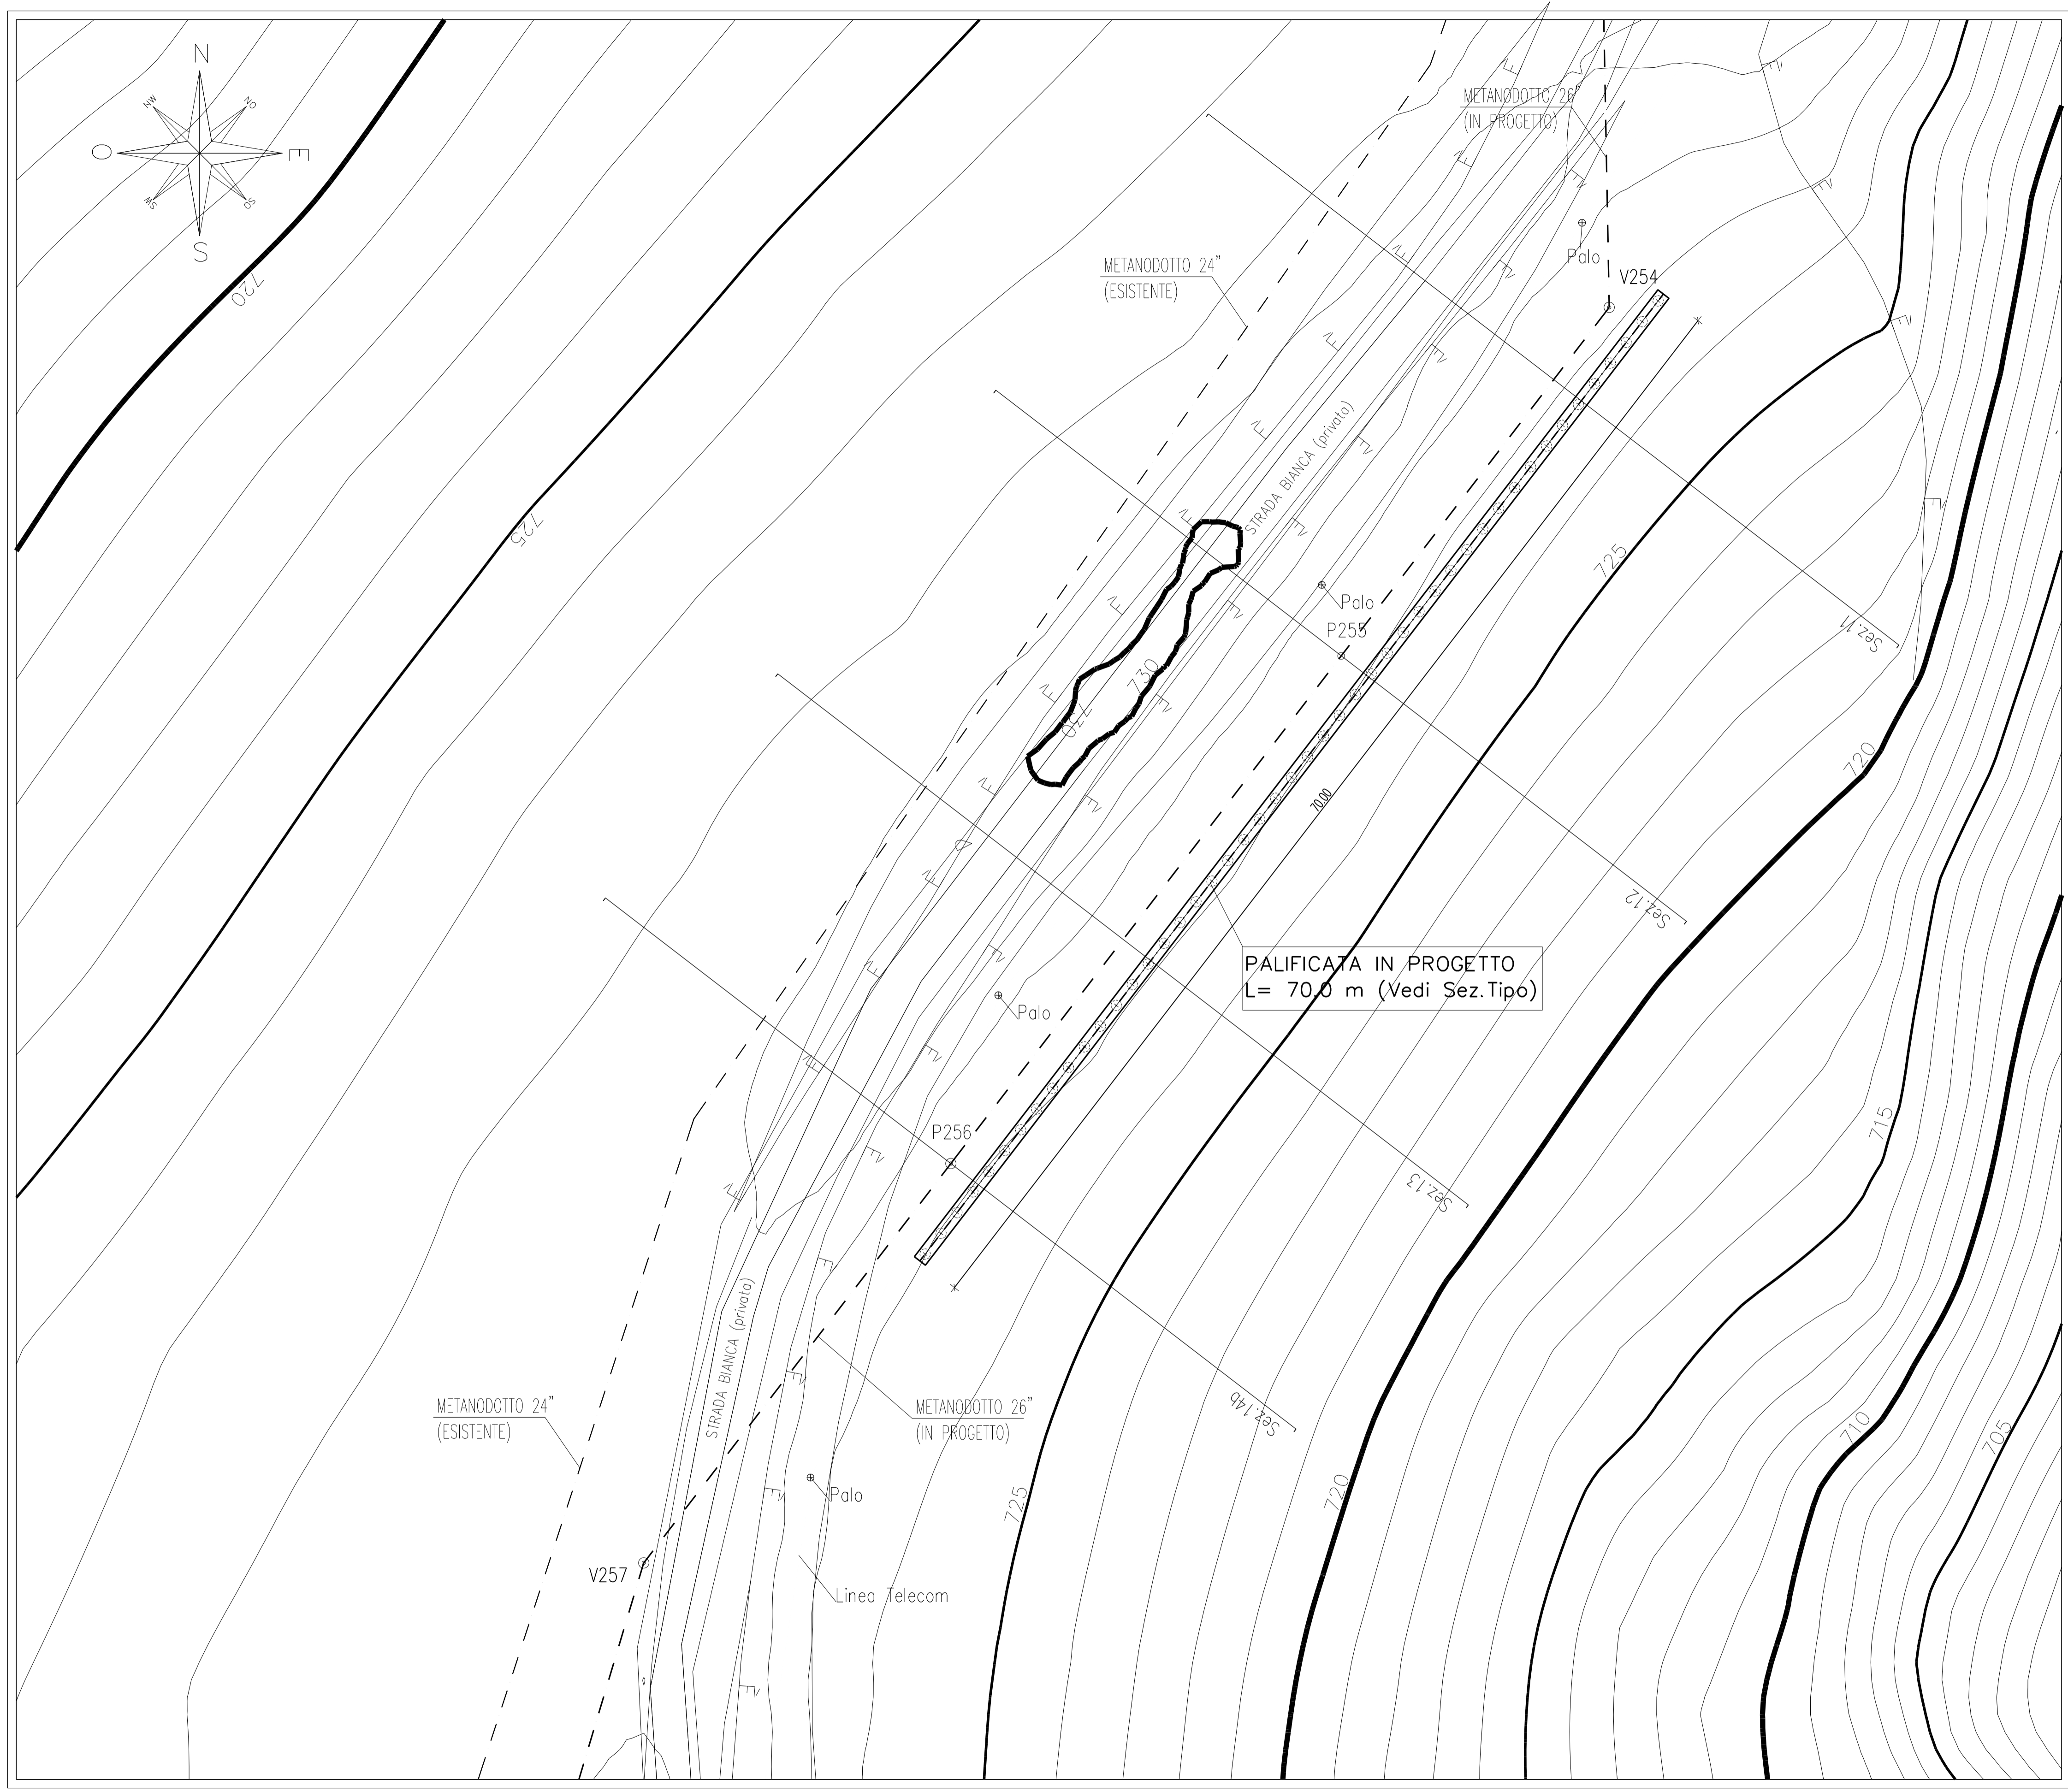 N
NW
NO
O
E
SW
SO
S
METANODOTTO 26"
(IN PROGETTO)
METANODOTTO 24"
(ESISTENTE)
Palo
V254
720
725
STRADA BIANCA (privata)
725
Palo
P255
Sez.11
730
730
720
70.00
Sez.12
PALIFICATA IN PROGETTO
L= 70.0 m (Vedi Sez.Tipo)
Palo
P256
715
Sez.13
STRADA BIANCA (privata)
METANODOTTO 24"
(ESISTENTE)
METANODOTTO 26"
(IN PROGETTO)
Sez.14b
710
705
Palo
725
720
V257
Linea Telecom